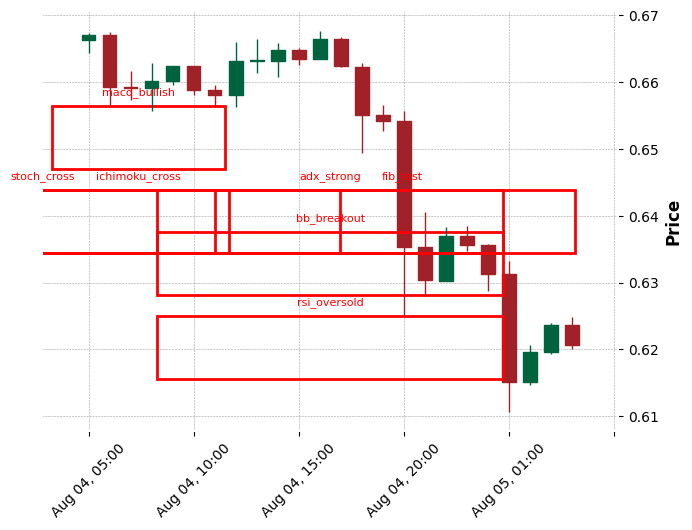 0.67
macd_bullish
0.66
0.65
stoch_cross
ichimoku_cross
adx_strong
0.64
bb_breakout
0.63
rsi_oversold
0.62
0.61
Price
Aug 04, 05:00
Aug 04, 10:00
Aug 04, 15:00
Aug 04, 20:00
Aug 05, 01:00